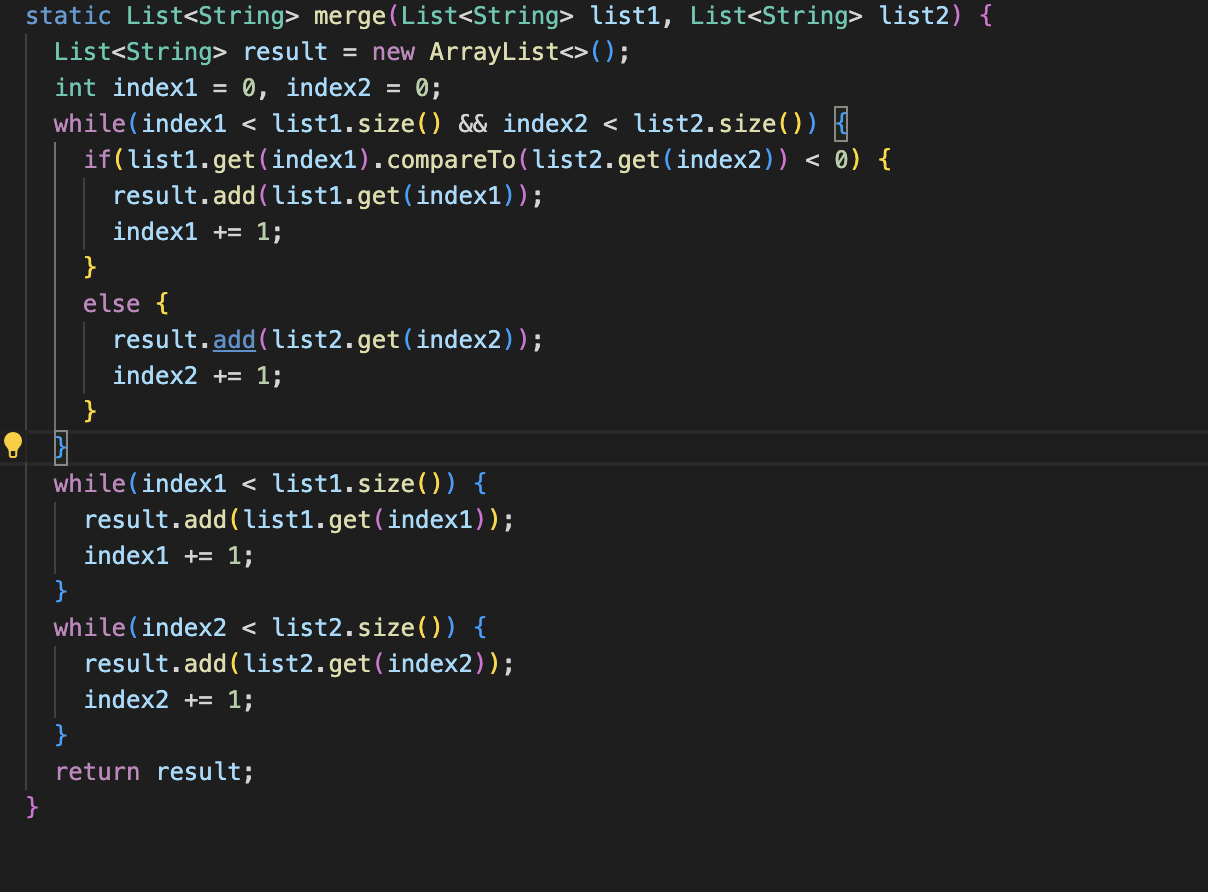 static List<String> merge(List<String> list1, List<String> list2) {
  List<String> result = new ArrayList<>();
  int index1 = 0, index2 = 0;
  while(index1 < list1.size() && index2 < list2.size()) {
    if(list1.get(index1).compareTo(list2.get(index2)) < 0) {
      result.add(list1.get(index1));
      index1 += 1;
    }
    else {
      result.add(list2.get(index2));
      index2 += 1;
    }
  }
  while(index1 < list1.size()) {
    result.add(list1.get(index1));
    index1 += 1;
  }
  while(index2 < list2.size()) {
    result.add(list2.get(index2));
    index2 += 1;
  }
  return result;
}